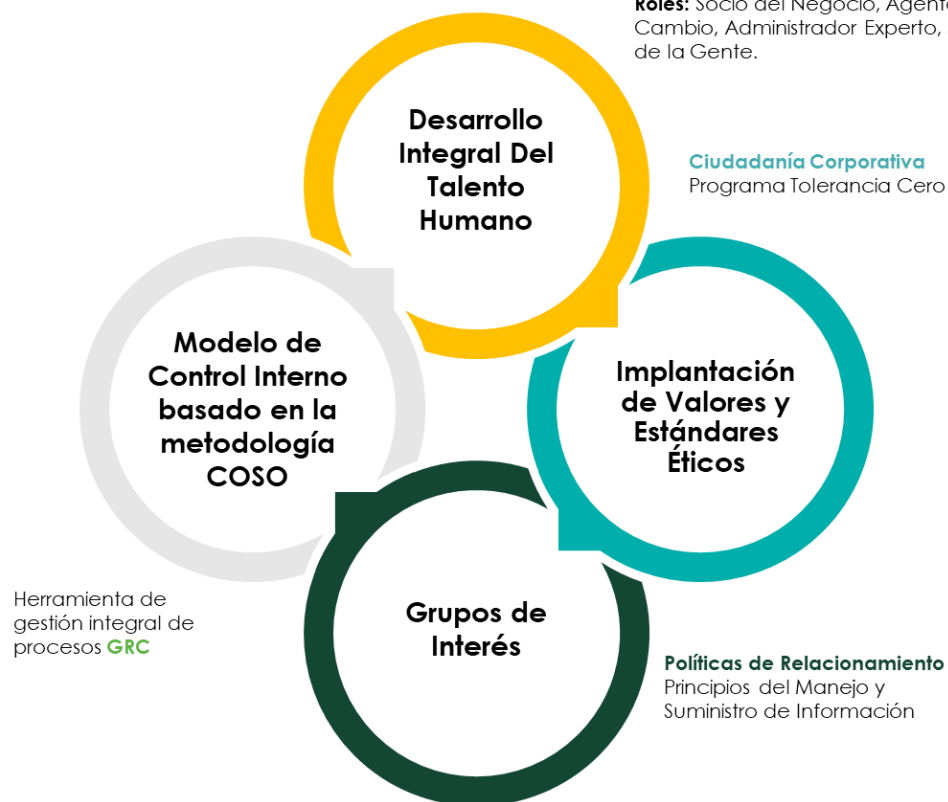 Roles: Socio del Negocio, Agente
Cambio, Administrador Experto,
de la Gente.
Desarrollo
Integral Del
Talento
Humano
Ciudadanía Corporativa
Programa Tolerancia Cero
Modelo de
Control Interno
basado en la
metodología
COSO
Implantación
de Valores y
Estándares
Éticos
Herramienta de
gestión integral de
procesos GRC
Grupos de
Interés
Políticas de Relacionamiento
Principios del Manejo y
Suministro de Información